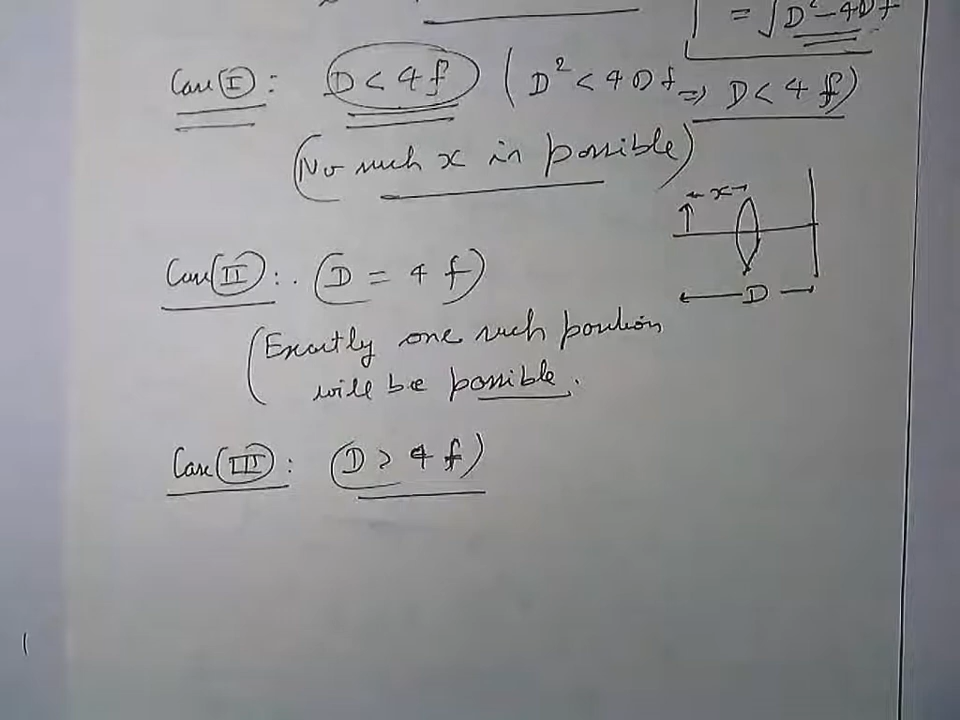 = √D²-4Df
Case (I) : D < 4f ( D² < 4Df => D < 4f )
(No such x is possible)
x
Case (II) : . (D = 4f)
D
(Exactly one such position
will be possible.
Case (III) : (D > 4f)